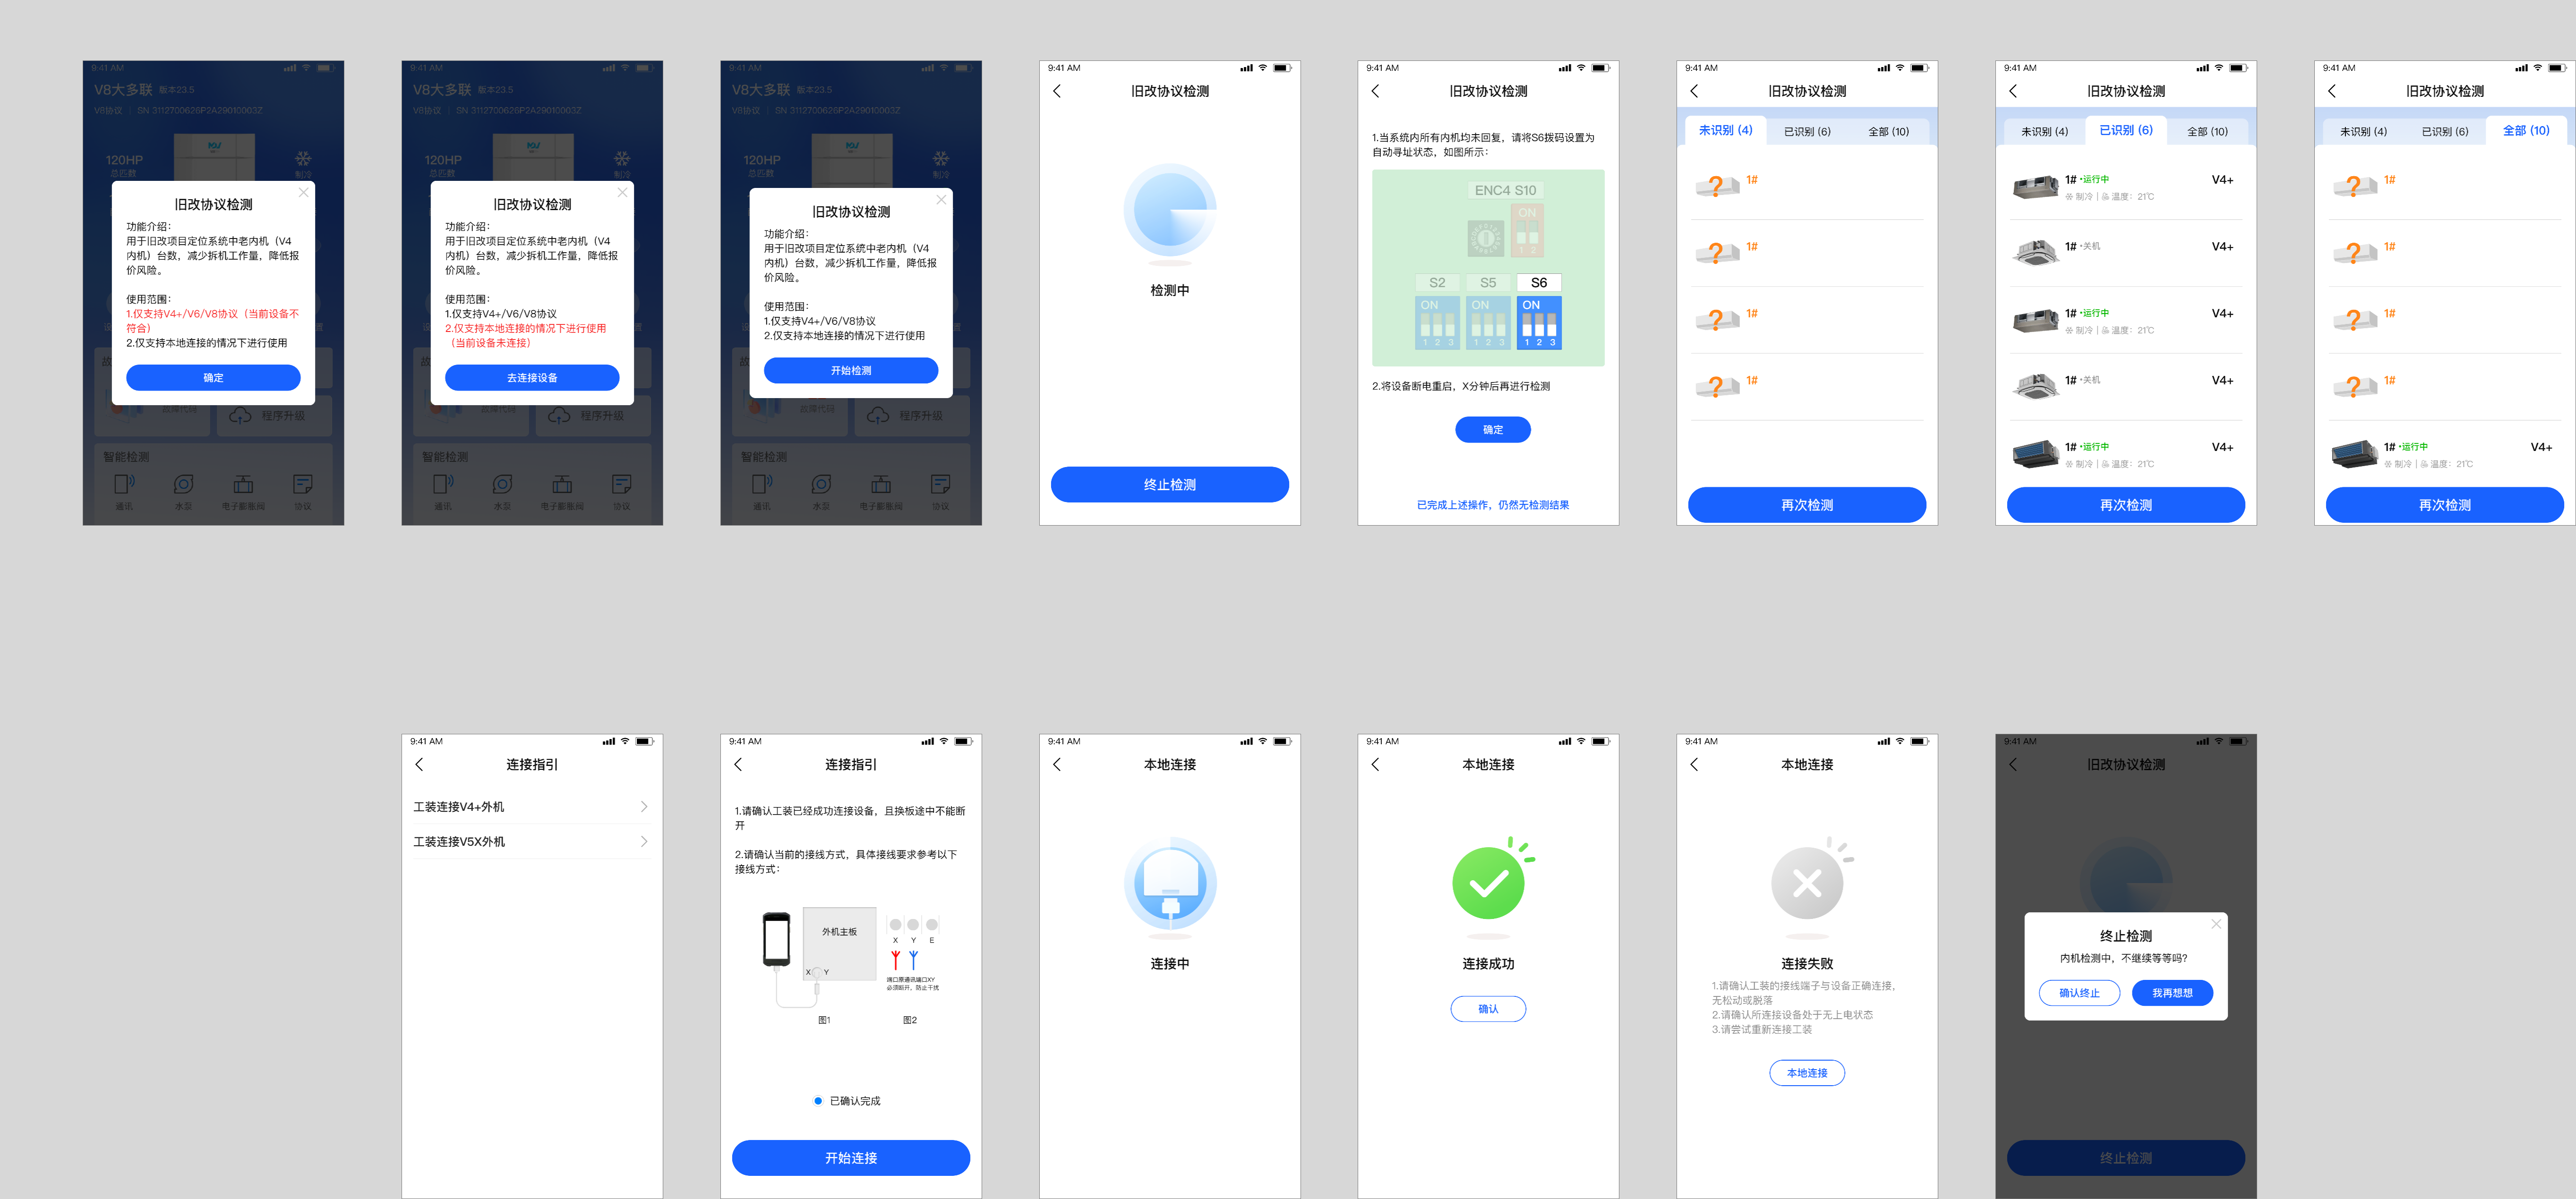 9:41 AM
V8大多联 版本23.5
V8协议 | SN 3112700626P2A29010003Z
120HP
总匹数
制冷
旧改协议检测
功能介绍：
用于旧改项目定位系统中老内机（V4
内机）台数，减少拆机工作量，降低报
价风险。
使用范围：
1.仅支持V4+/V6/V8协议（当前设备不
符合）
2.仅支持本地连接的情况下进行使用
确定
故障代码
程序升级
智能检测
通讯
水泵
电子膨胀阀
协议
9:41 AM
V8大多联 版本23.5
V8协议 | SN 3112700626P2A29010003Z
120HP
总匹数
制冷
旧改协议检测
功能介绍：
用于旧改项目定位系统中老内机（V4
内机）台数，减少拆机工作量，降低报
价风险。
使用范围：
1.仅支持V4+/V6/V8协议
2.仅支持本地连接的情况下进行使用
（当前设备未连接）
去连接设备
故障代码
程序升级
智能检测
通讯
水泵
电子膨胀阀
协议
9:41 AM
V8大多联 版本23.5
V8协议 | SN 3112700626P2A29010003Z
120HP
总匹数
制冷
旧改协议检测
功能介绍：
用于旧改项目定位系统中老内机（V4
内机）台数，减少拆机工作量，降低报
价风险。
使用范围：
1.仅支持V4+/V6/V8协议
2.仅支持本地连接的情况下进行使用
开始检测
故障代码
程序升级
智能检测
通讯
水泵
电子膨胀阀
协议
9:41 AM
旧改协议检测
检测中
终止检测
9:41 AM
旧改协议检测
1.当系统内所有内机均未回复，请将S6拨码设置为
自动寻址状态，如图所示：
ENC4 S10
ON
1 2
S2 S5 S6
ON ON ON
1 2 3 1 2 3 1 2 3
2.将设备断电重启，X分钟后再进行检测
确定
已完成上述操作，仍然无检测结果
9:41 AM
旧改协议检测
未识别 (4) 已识别 (6) 全部 (10)
? 1#
? 1#
? 1#
? 1#
再次检测
9:41 AM
旧改协议检测
未识别 (4) 已识别 (6) 全部 (10)
1# •运行中 V4+
制冷 | 温度：21℃
1# •关机 V4+
1# •运行中 V4+
制冷 | 温度：21℃
1# •关机 V4+
1# •运行中 V4+
制冷 | 温度：21℃
再次检测
9:41 AM
旧改协议检测
未识别 (4) 已识别 (6) 全部 (10)
? 1#
? 1#
? 1#
? 1#
1# •运行中 V4+
制冷 | 温度：21℃
再次检测
9:41 AM
连接指引
工装连接V4+外机
工装连接V5X外机
9:41 AM
连接指引
1.请确认工装已经成功连接设备，且换板途中不能断
开
2.请确认当前的接线方式，具体接线要求参考以下
接线方式：
外机主板
X Y
X Y E
端口原通讯端口XY
必须断开，防止干扰
图1 图2
已确认完成
开始连接
9:41 AM
本地连接
连接中
9:41 AM
本地连接
连接成功
确认
9:41 AM
本地连接
连接失败
1.请确认工装的接线端子与设备正确连接，
无松动或脱落
2.请确认所连接设备处于无上电状态
3.请尝试重新连接工装
本地连接
9:41 AM
旧改协议检测
终止检测
内机检测中，不继续等等吗?
确认终止 我再想想
终止检测